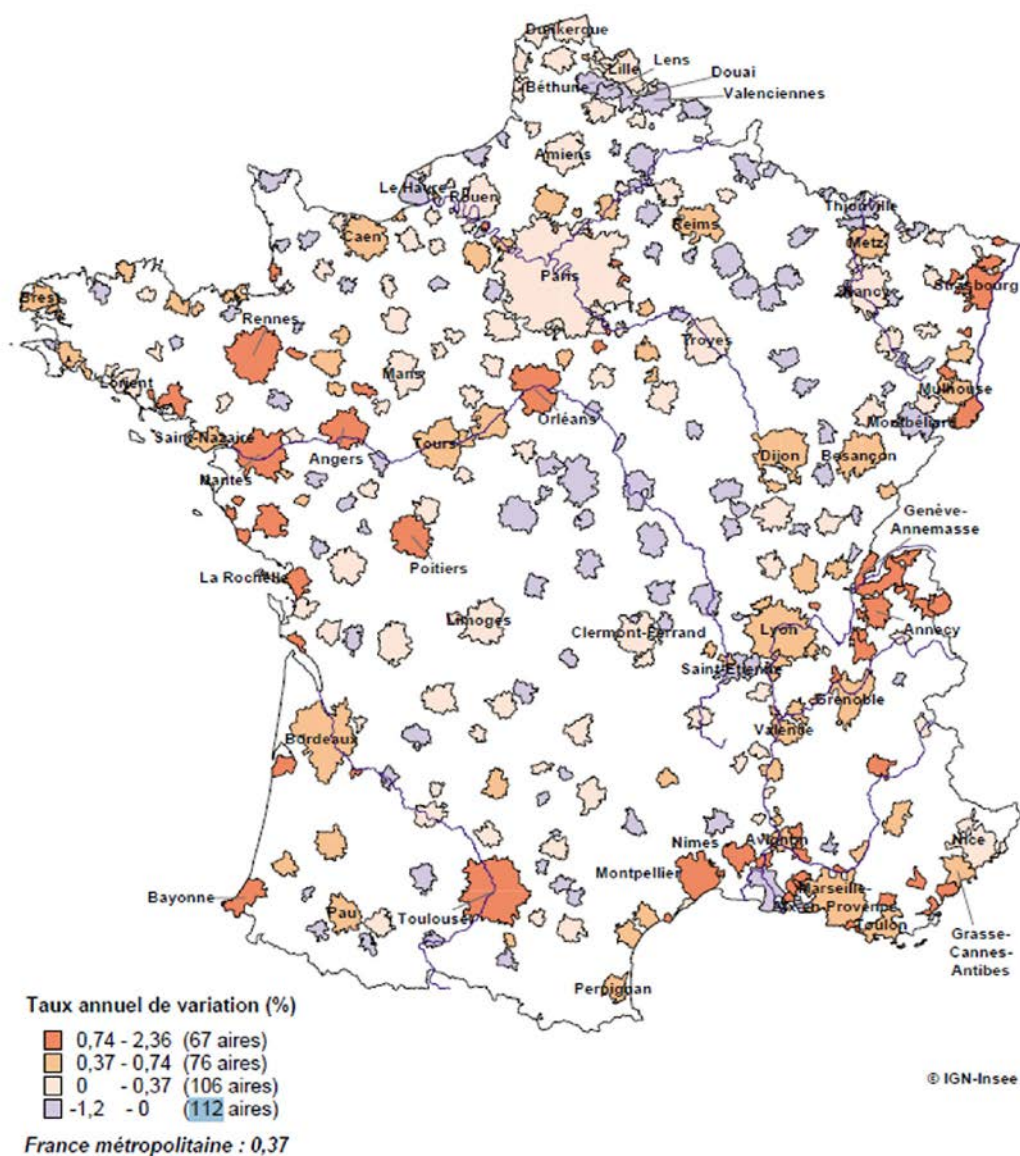 Dunkerque
Lens
Lille
Douai
Béthune
Valenciennes
Amiens
Le Havre
Rouen
Thionville
Caen
Reims
Metz
Paris
Nancy
Strasbourg
Brest
Rennes
Troyes
Lorient
Mans
Mulhouse
Orléans
Montbéliard
Saint-Nazaire
Angers
Tours
Dijon
Besançon
Nantes
Genève-
Annemasse
Poitiers
La Rochelle
Limoges
Clermont-Ferrand
Lyon
Annecy
Saint-Etienne
Grenoble
Bordeaux
Valence
Nîmes
Avignon
Nice
Montpellier
Bayonne
Marseille-
Aix-en-Provence
Pau
Toulouse
Toulon
Grasse-
Cannes-
Antibes
Perpignan
Taux annuel de variation (%)
0,74 - 2,36 (67 aires)
0,37 - 0,74 (76 aires)
0 - 0,37 (106 aires)
-1,2 - 0 (112 aires)
© IGN-Insee
France métropolitaine : 0,37